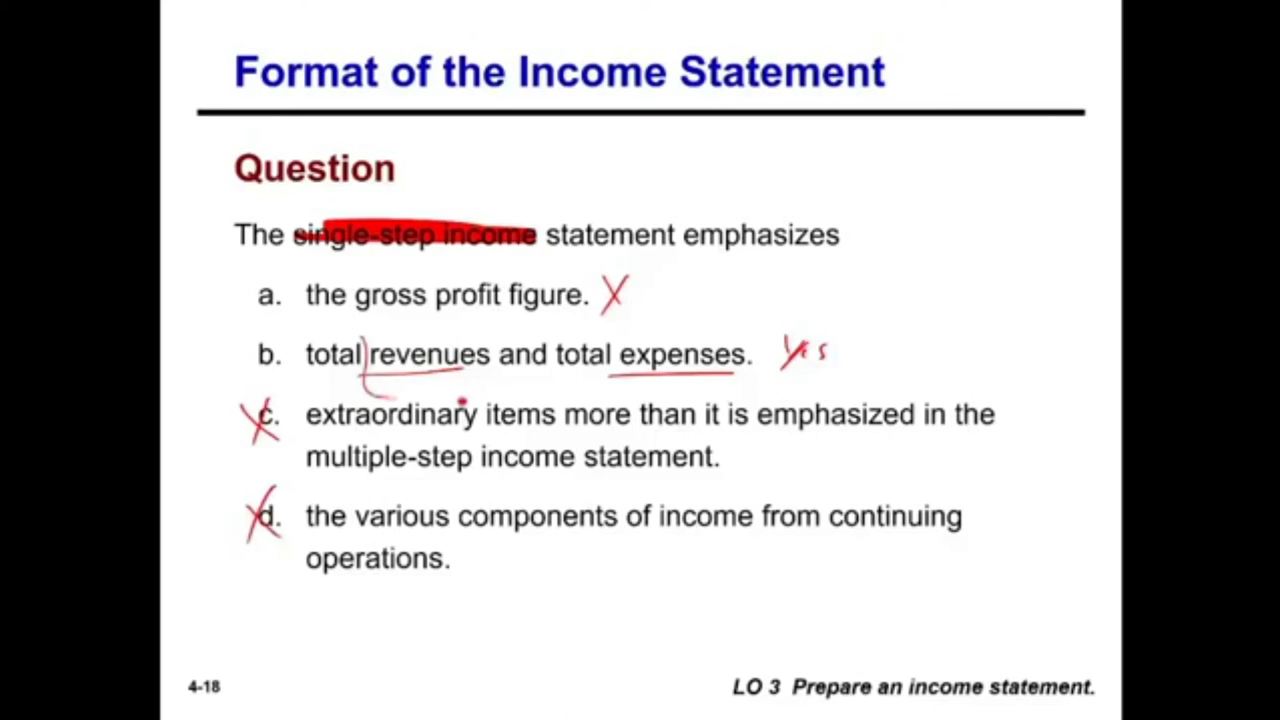 Format of the Income Statement
Question
The single-step income statement emphasizes
a. the gross profit figure. X
b. total revenues and total expenses. Yes
c. extraordinary items more than it is emphasized in the
multiple-step income statement.
d. the various components of income from continuing
operations.
4-18
LO 3 Prepare an income statement.